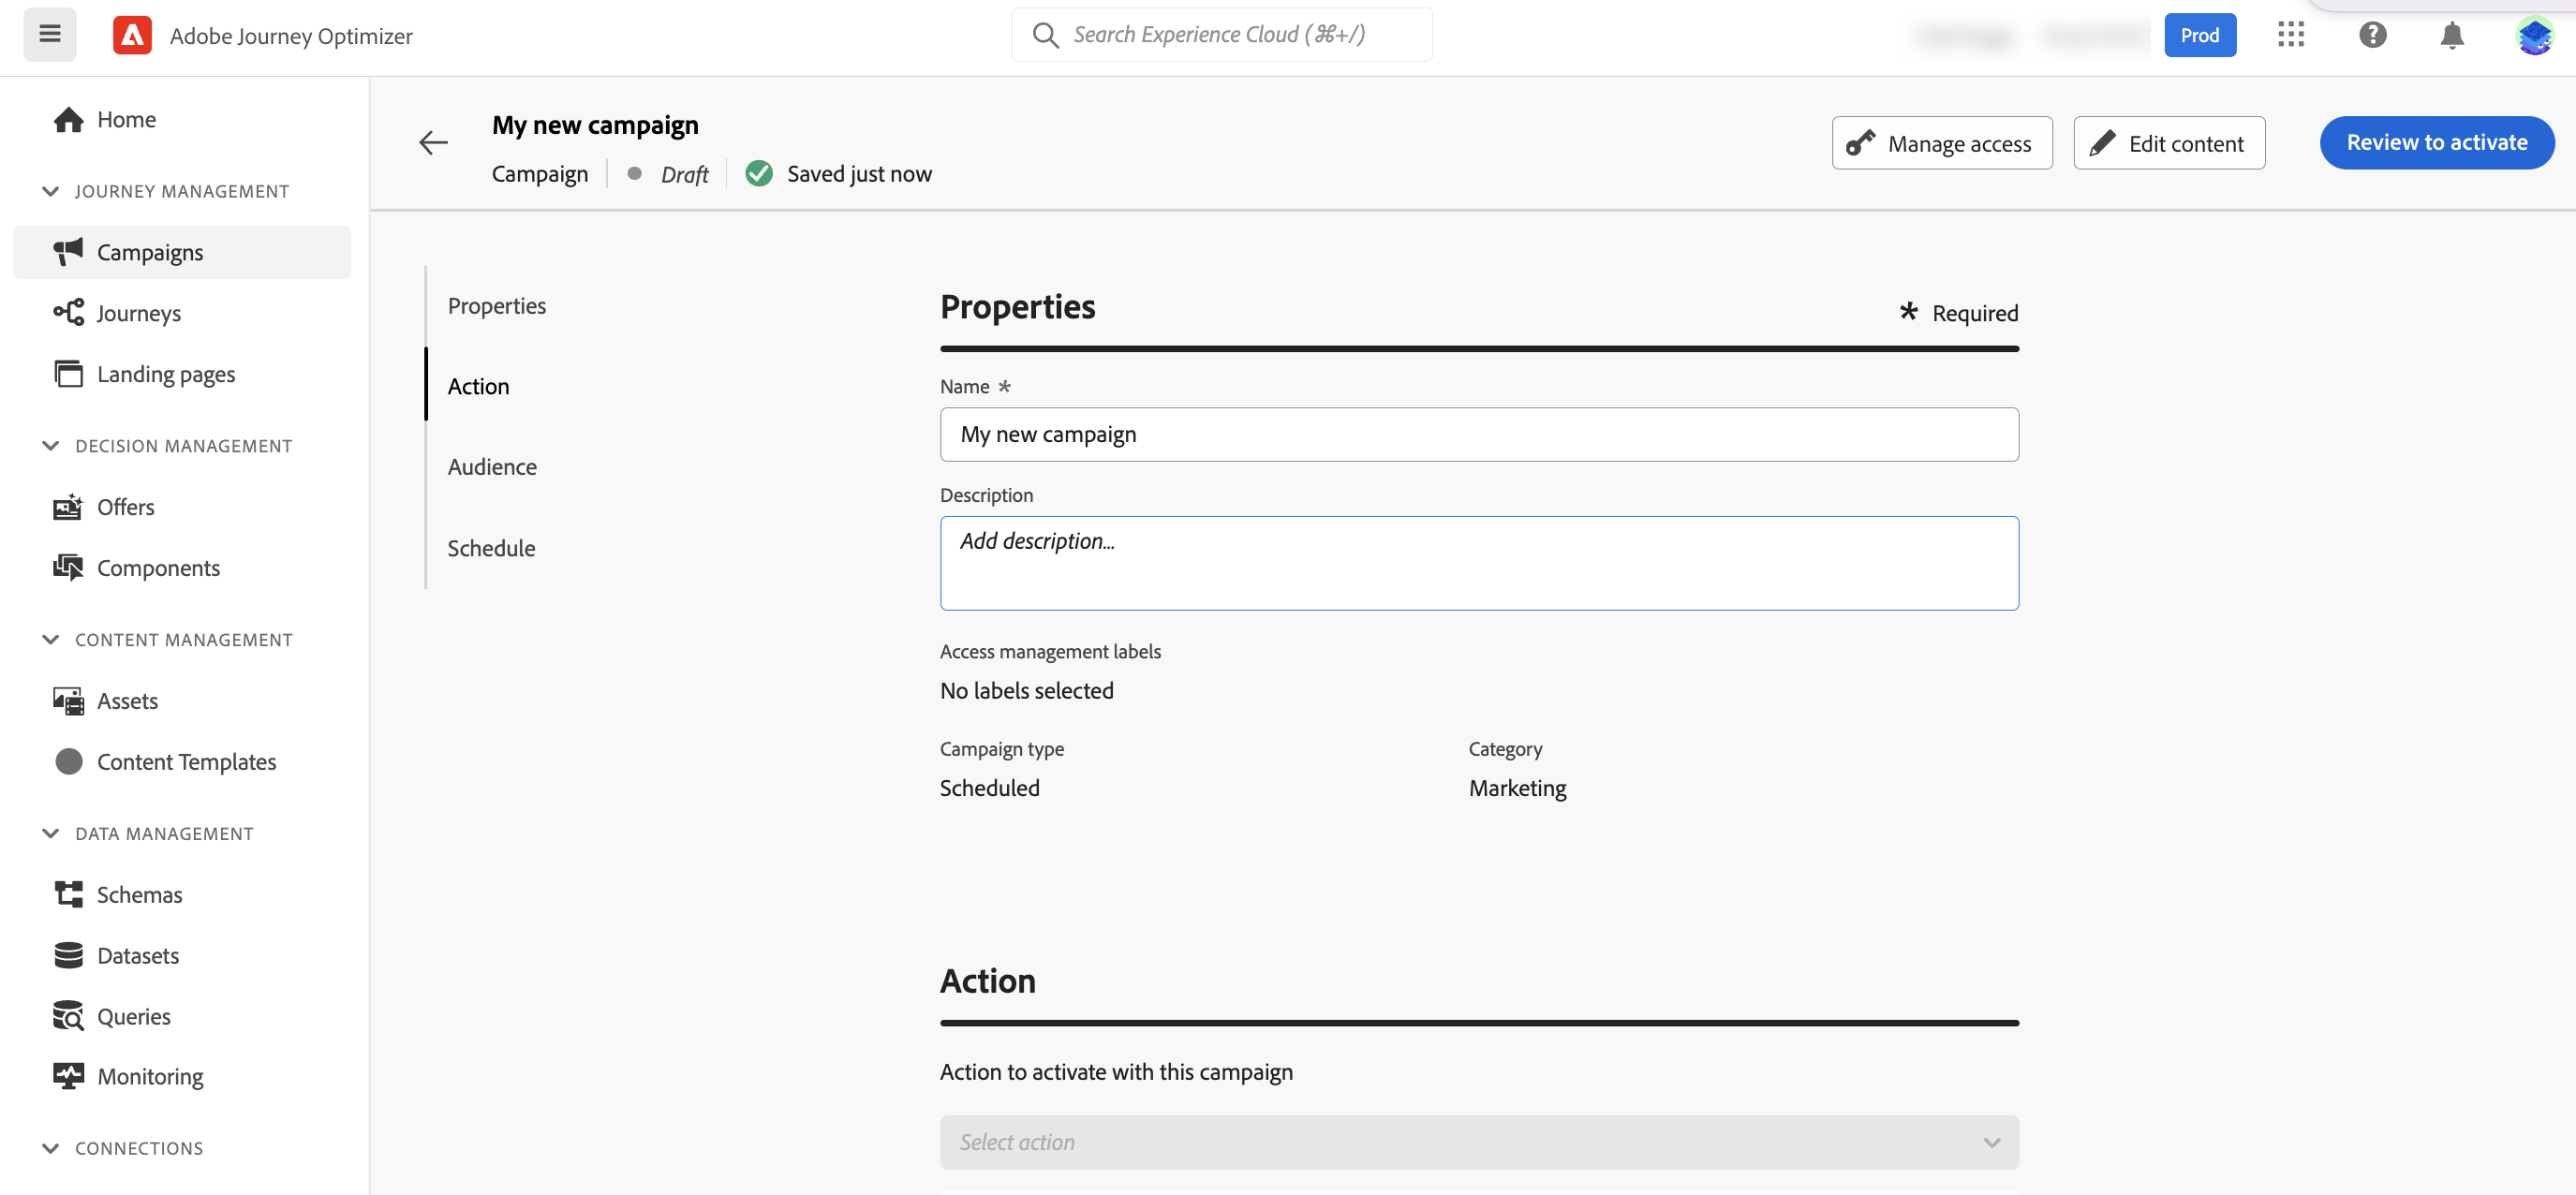 Adobe Journey Optimizer
Search Experience Cloud (⌘+/)
Prod
Home
JOURNEY MANAGEMENT
Campaigns
Journeys
Landing pages
DECISION MANAGEMENT
Offers
Components
CONTENT MANAGEMENT
Assets
Content Templates
DATA MANAGEMENT
Schemas
Datasets
Queries
Monitoring
CONNECTIONS
My new campaign
Campaign Draft Saved just now
Manage access
Edit content
Review to activate
Properties
Action
Audience
Schedule
Properties
* Required
Name *
My new campaign
Description
Add description...
Access management labels
No labels selected
Campaign type
Scheduled
Category
Marketing
Action
Action to activate with this campaign
Select action